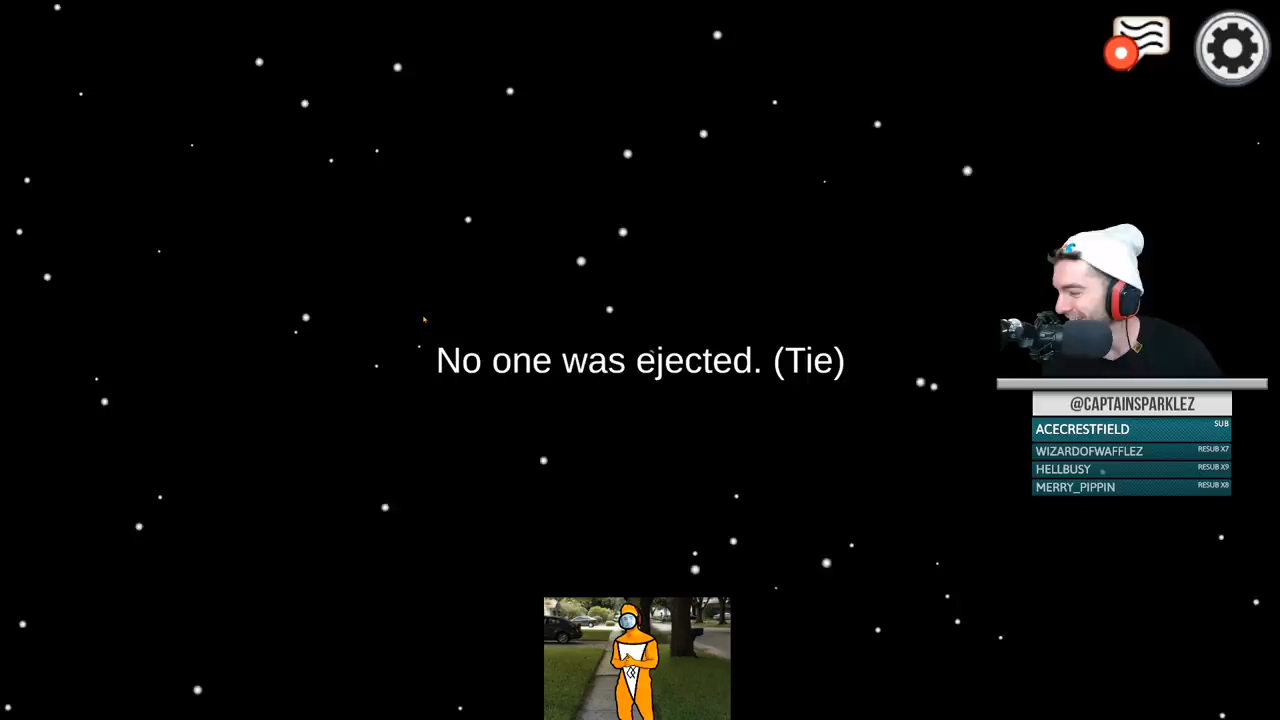 No one was ejected. (Tie)
@CAPTAINSPARKLEZ
ACECRESTFIELD SUB
WIZARDOFWAFFLEZ RESUB X7
HELLBUSY RESUB X9
MERRY_PIPPIN RESUB X8